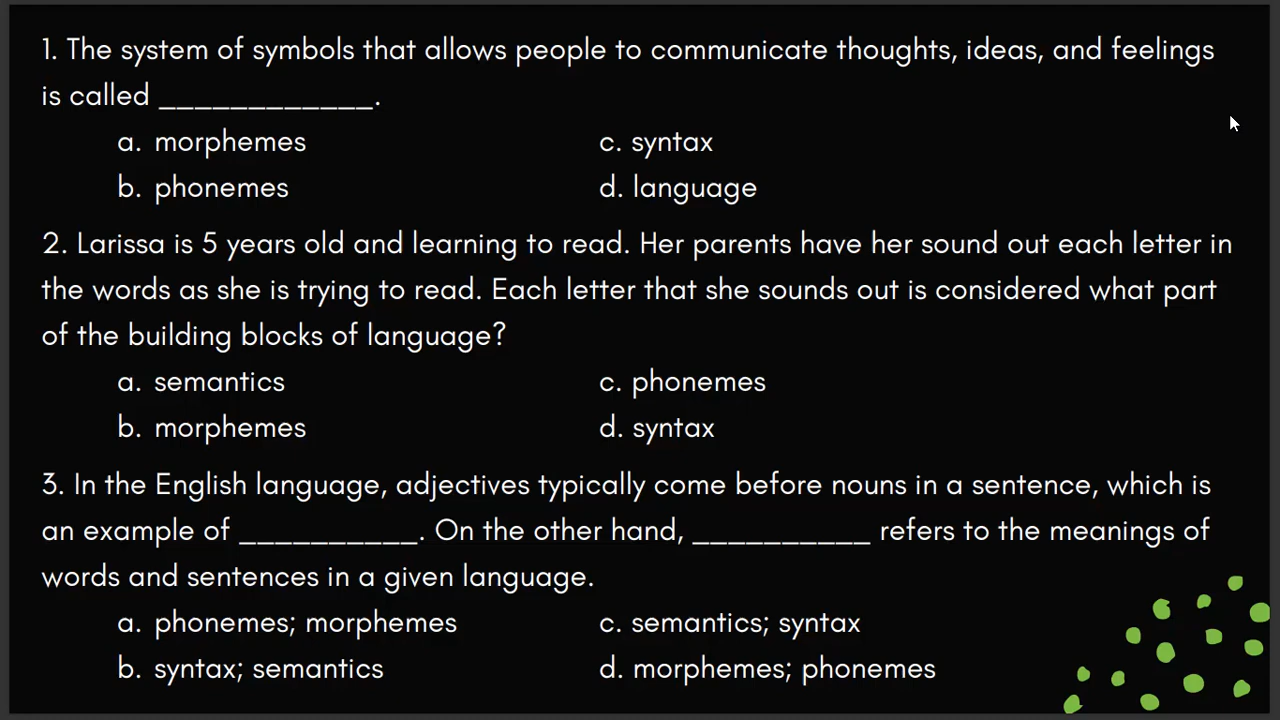 1. The system of symbols that allows people to communicate thoughts, ideas, and feelings
is called ____________.
a. morphemes
c. syntax
b. phonemes
d. language
2. Larissa is 5 years old and learning to read. Her parents have her sound out each letter in
the words as she is trying to read. Each letter that she sounds out is considered what part
of the building blocks of language?
a. semantics
c. phonemes
b. morphemes
d. syntax
3. In the English language, adjectives typically come before nouns in a sentence, which is
an example of __________. On the other hand, __________ refers to the meanings of
words and sentences in a given language.
a. phonemes; morphemes
c. semantics; syntax
b. syntax; semantics
d. morphemes; phonemes